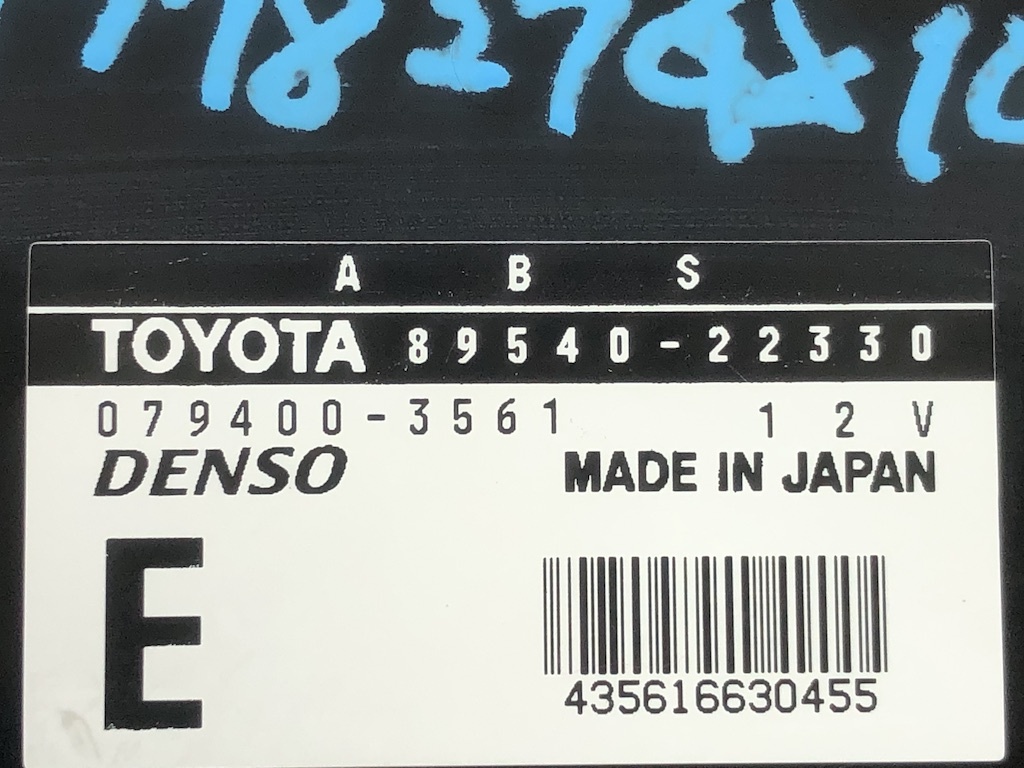 A B S
TOYOTA 89540-22330
079400-3561 12V
DENSO MADE IN JAPAN
E
435616630455